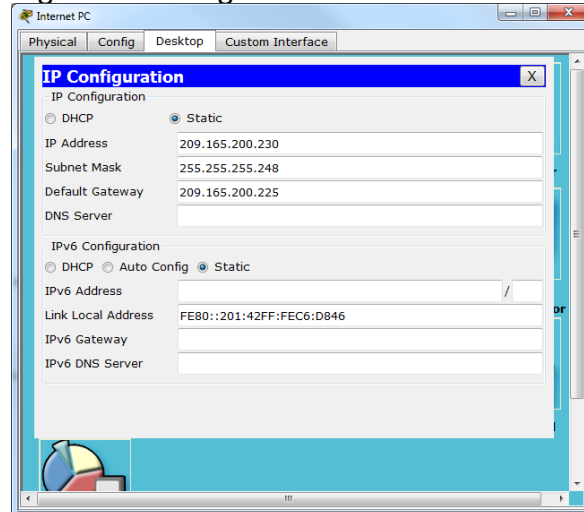 Internet PC
Physical Config Desktop Custom Interface
IP Configuration X
IP Configuration
DHCP Static
IP Address 209.165.200.230
Subnet Mask 255.255.255.248
Default Gateway 209.165.200.225
DNS Server
IPv6 Configuration
DHCP Auto Config Static
IPv6 Address /
Link Local Address FE80::201:42FF:FEC6:D846
IPv6 Gateway
IPv6 DNS Server
or